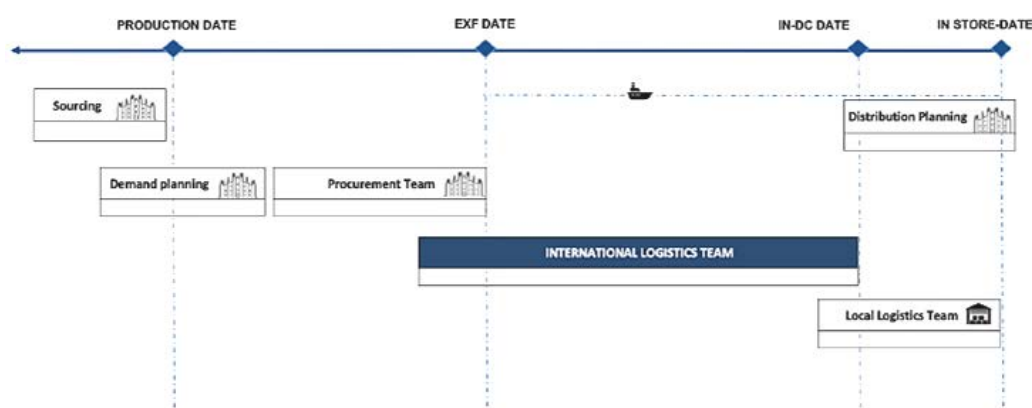 PRODUCTION DATE
EXF DATE
IN-DC DATE
IN STORE-DATE
Sourcing
Distribution Planning
Demand planning
Procurement Team
INTERNATIONAL LOGISTICS TEAM
Local Logistics Team